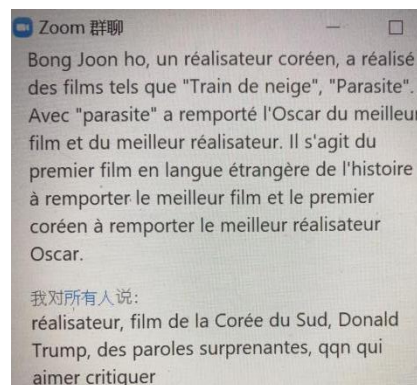 Zoom 群聊
Bong Joon ho, un réalisateur coréen, a réalisé
des films tels que "Train de neige", "Parasite".
Avec "parasite" a remporté l'Oscar du meilleur
film et du meilleur réalisateur. Il s'agit du
premier film en langue étrangère de l'histoire
à remporter le meilleur film et le premier
coréen à remporter le meilleur réalisateur
Oscar.
我对所有人说:
réalisateur, film de la Corée du Sud, Donald
Trump, des paroles surprenantes, qqn qui
aimer critiquer